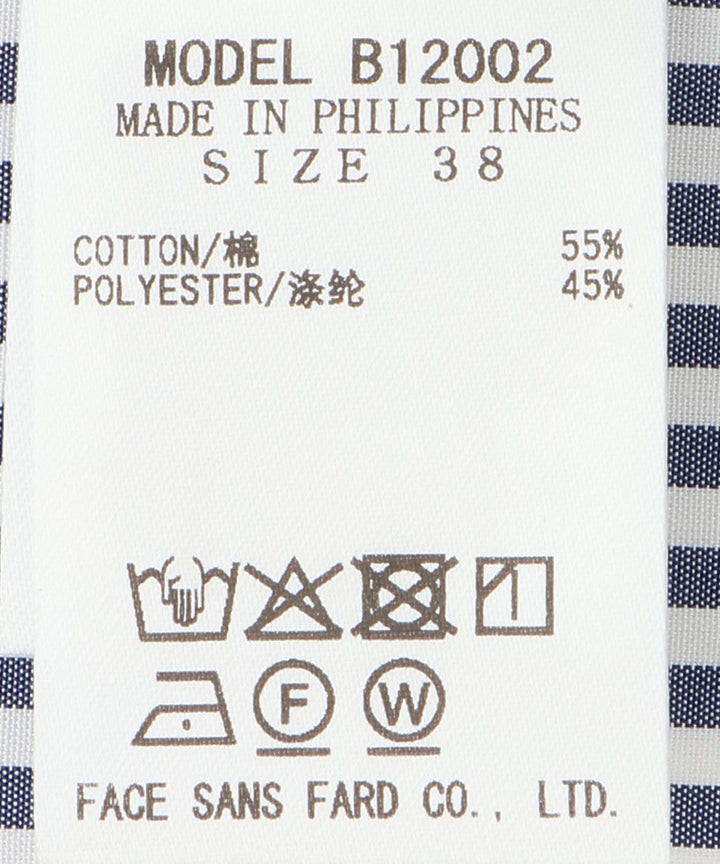 MODEL B12002
MADE IN PHILIPPINES
SIZE 38
COTTON/棉 55%
POLYESTER/涤纶 45%
F W
FACE SANS FARD CO., LTD.